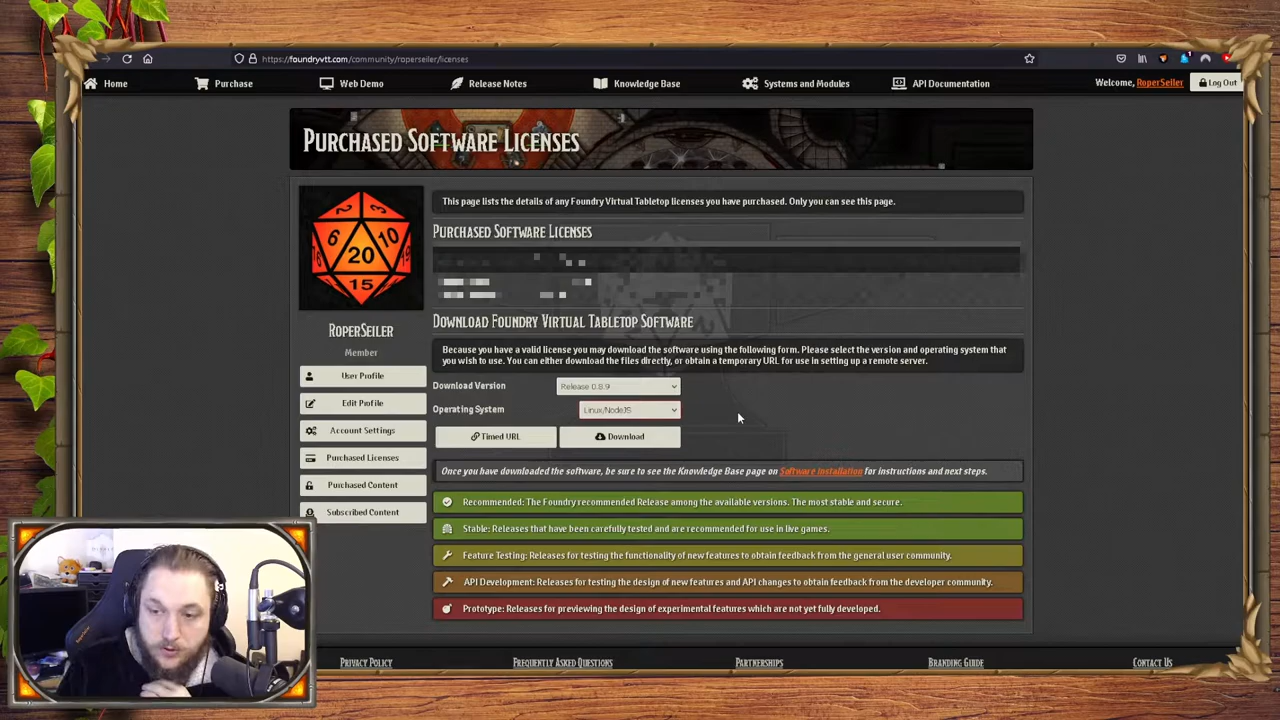 https://foundryvtt.com/community/roperseiler/licenses
Home Purchase Web Demo Release Notes Knowledge Base Systems and Modules API Documentation Welcome, RoperSeiler Log Out
Purchased Software Licenses
This page lists the details of any Foundry Virtual Tabletop licenses you have purchased. Only you can see this page.
Purchased Software Licenses
Download Foundry Virtual Tabletop Software
Because you have a valid license you may download the software using the following form. Please select the version and operating system that
you wish to use. You can either download the files directly, or obtain a temporary URL for use in setting up a remote server.
Download Version Release 0.8.9
Operating System Linux/NodeJS
Timed URL Download
Once you have downloaded the software, be sure to see the Knowledge Base page on Software Installation for instructions and next steps.
Recommended: The Foundry recommended Release among the available versions. The most stable and secure.
Stable: Releases that have been carefully tested and are recommended for use in live games.
Feature Testing: Releases for testing the functionality of new features to obtain feedback from the general user community.
API Development: Releases for testing the design of new features and API changes to obtain feedback from the developer community.
Prototype: Releases for previewing the design of experimental features which are not yet fully developed.
6 20 10
15
RoperSeiler
Member
User Profile
Edit Profile
Account Settings
Purchased Licenses
Purchased Content
Subscribed Content
Privacy Policy Frequently Asked Questions Partnerships Branding Guide Contact Us